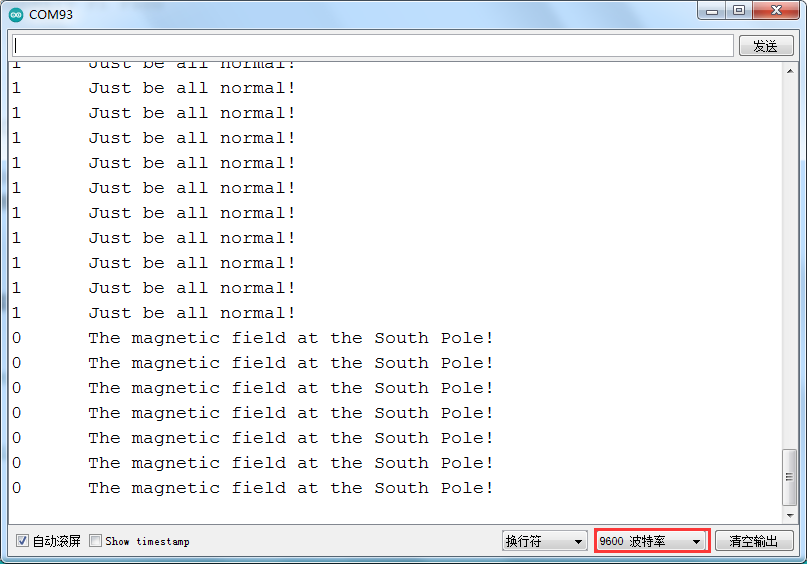 COM93
发送
1 Just be all normal!
1 Just be all normal!
1 Just be all normal!
1 Just be all normal!
1 Just be all normal!
1 Just be all normal!
1 Just be all normal!
1 Just be all normal!
1 Just be all normal!
1 Just be all normal!
1 Just be all normal!
0 The magnetic field at the South Pole!
0 The magnetic field at the South Pole!
0 The magnetic field at the South Pole!
0 The magnetic field at the South Pole!
0 The magnetic field at the South Pole!
0 The magnetic field at the South Pole!
0 The magnetic field at the South Pole!
自动滚屏 Show timestamp 换行符 9600 波特率 清空输出